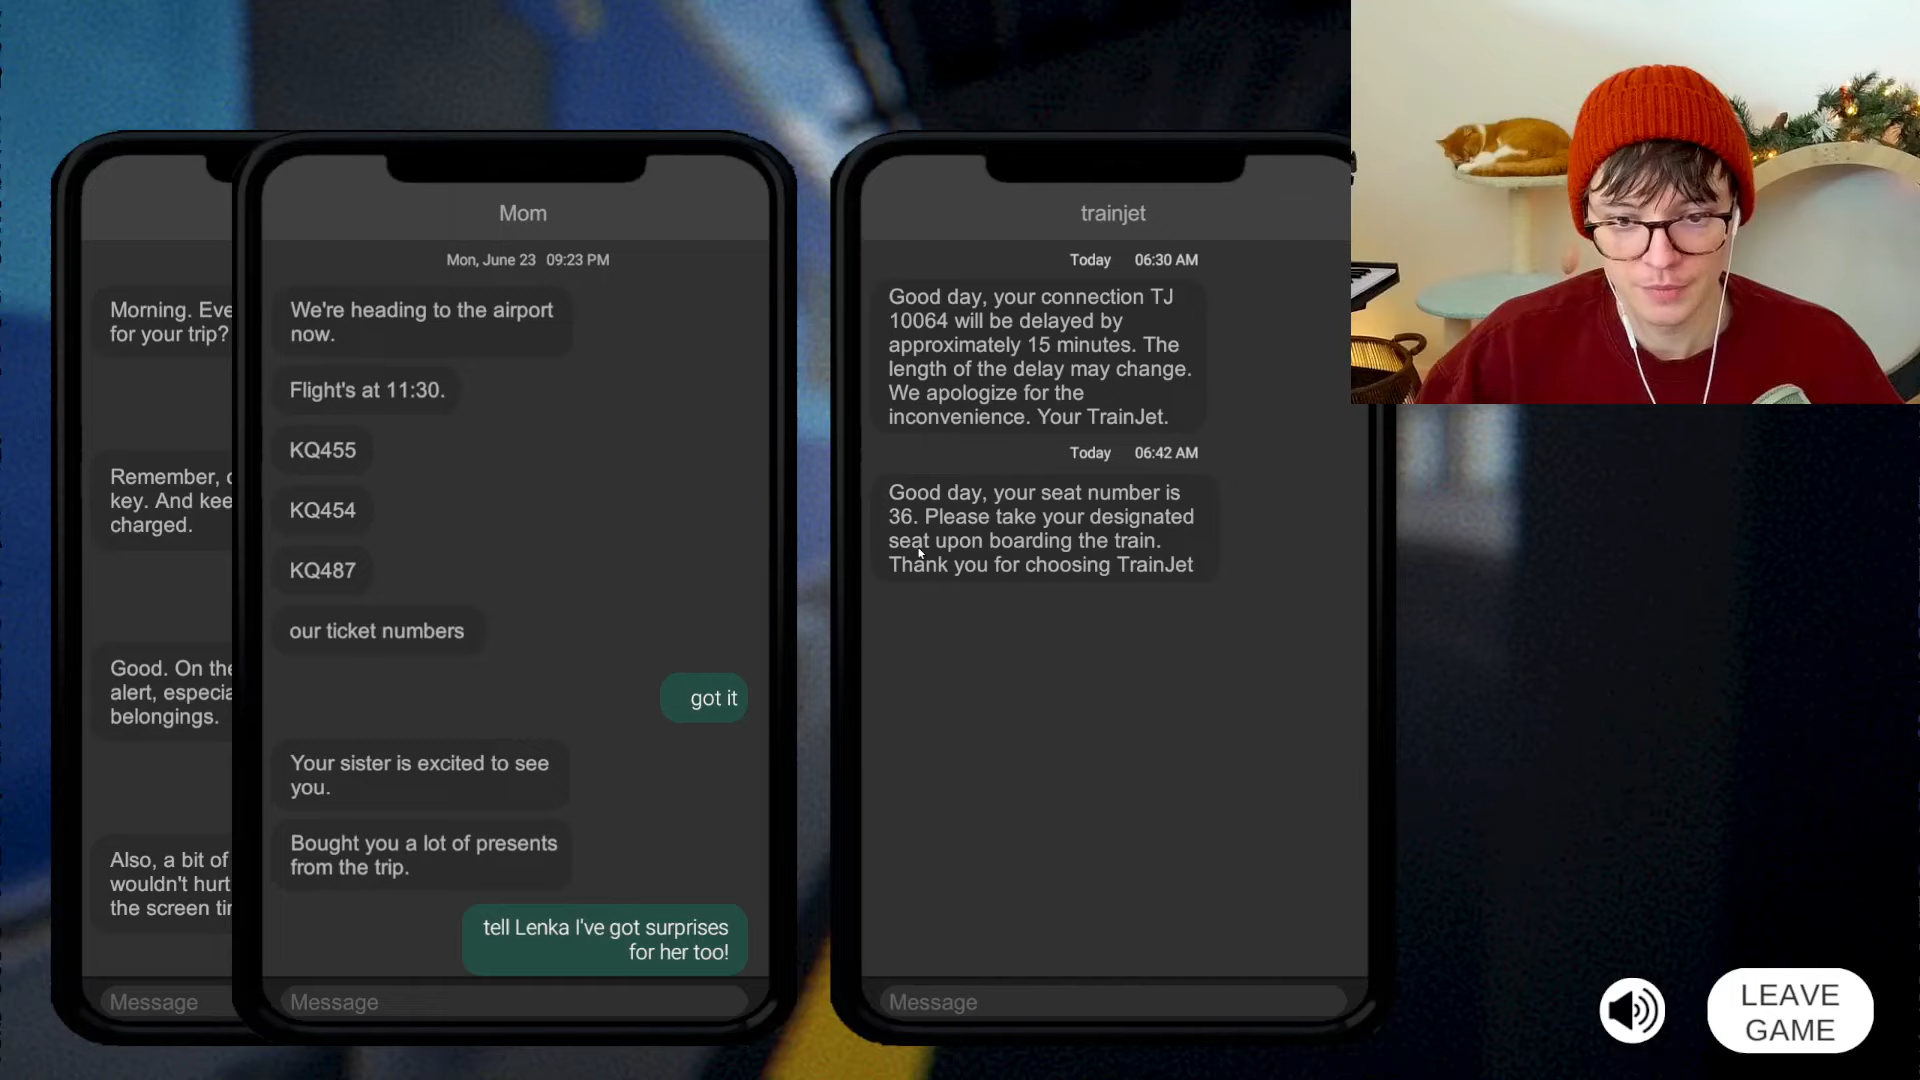 Morning. Eve
for your trip?
Remember,
key. And kee
charged.
Good. On the
alert, especia
belongings.
Also, a bit of
wouldn't hurt
the screen
Message
Mom
Mon, June 23 09:23 PM
We're heading to the airport
now.
Flight's at 11:30.
KQ455
KQ454
KQ487
our ticket numbers
got it
Your sister is excited to see
you.
Bought you a lot of presents
from the trip.
tell Lenka I've got surprises
for her too!
Message
trainjet
Today 06:30 AM
Good day, your connection TJ
10064 will be delayed by
approximately 15 minutes. The
length of the delay may change.
We apologize for the
inconvenience. Your TrainJet.
Today 06:42 AM
Good day, your seat number is
36. Please take your designated
seat upon boarding the train.
Thank you for choosing TrainJet
Message
LEAVE
GAME